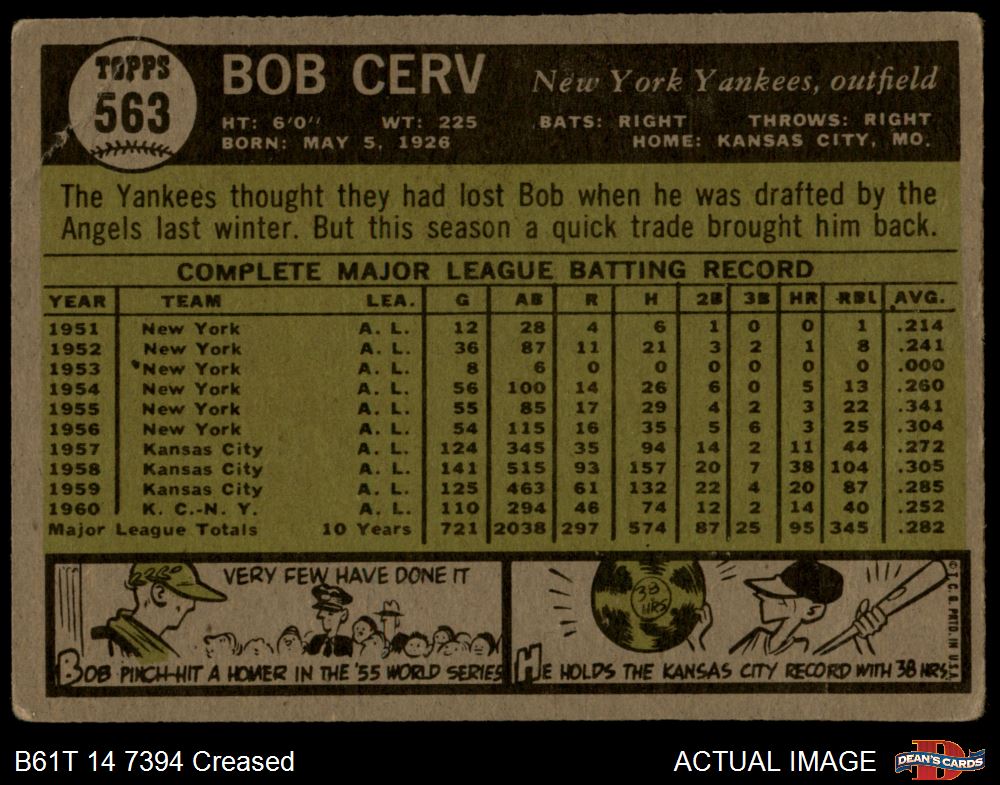 TOPPS
563
BOB CERV New York Yankees, outfield
HT: 6'0" WT: 225 BATS: RIGHT THROWS: RIGHT
BORN: MAY 5, 1926 HOME: KANSAS CITY, MO.
The Yankees thought they had lost Bob when he was drafted by the
Angels last winter. But this season a quick trade brought him back.
COMPLETE MAJOR LEAGUE BATTING RECORD
YEAR TEAM LEA. G AB R H 2B 3B HR RBI AVG.
1951 New York A. L. 12 28 4 6 1 0 0 1 .214
1952 New York A. L. 36 87 11 21 3 2 1 8 .241
1953 New York A. L. 8 6 0 0 0 0 0 0 .000
1954 New York A. L. 56 100 14 26 6 0 5 13 .260
1955 New York A. L. 55 85 17 29 4 2 3 22 .341
1956 New York A. L. 54 115 16 35 5 6 3 25 .304
1957 Kansas City A. L. 124 345 35 94 14 2 11 44 .272
1958 Kansas City A. L. 141 515 93 157 20 7 38 104 .305
1959 Kansas City A. L. 125 463 61 132 22 4 20 87 .285
1960 K. C.-N. Y. A. L. 110 294 46 74 12 2 14 40 .252
Major League Totals 10 Years 721 2038 297 574 87 25 95 345 .282
VERY FEW HAVE DONE IT
BOB PINCH-HIT A HOMER IN THE '55 WORLD SERIES
38
HRS
HE HOLDS THE KANSAS CITY RECORD WITH 38 HRS.
© T. C. G. PRTD. IN U.S.A.
B61T 14 7394 Creased
ACTUAL IMAGE
D
DEAN'S CARDS